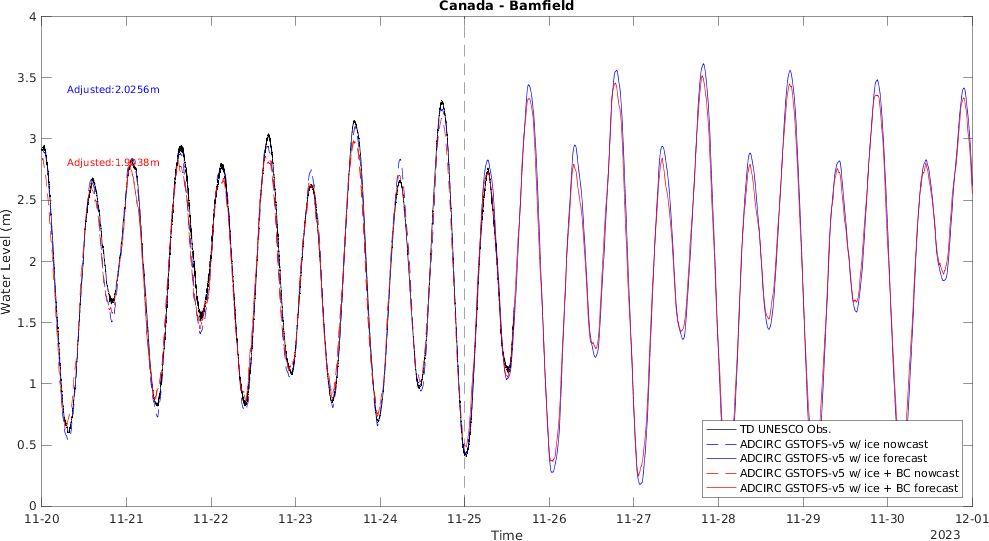 Canada - Bamfield
4
3.5
3
2.5
2
1.5
1
0.5
0
Water Level (m)
Adjusted:2.0256m
TD UNESCO Obs.
ADCIRC GSTOFS-v5 w/ ice nowcast
ADCIRC GSTOFS-v5 w/ ice forecast
ADCIRC GSTOFS-v5 w/ ice + BC nowcast
ADCIRC GSTOFS-v5 w/ ice + BC forecast
11-20 11-21 11-22 11-23 11-24 11-25 11-26 11-27 11-28 11-29 11-30 12-01
Time
2023